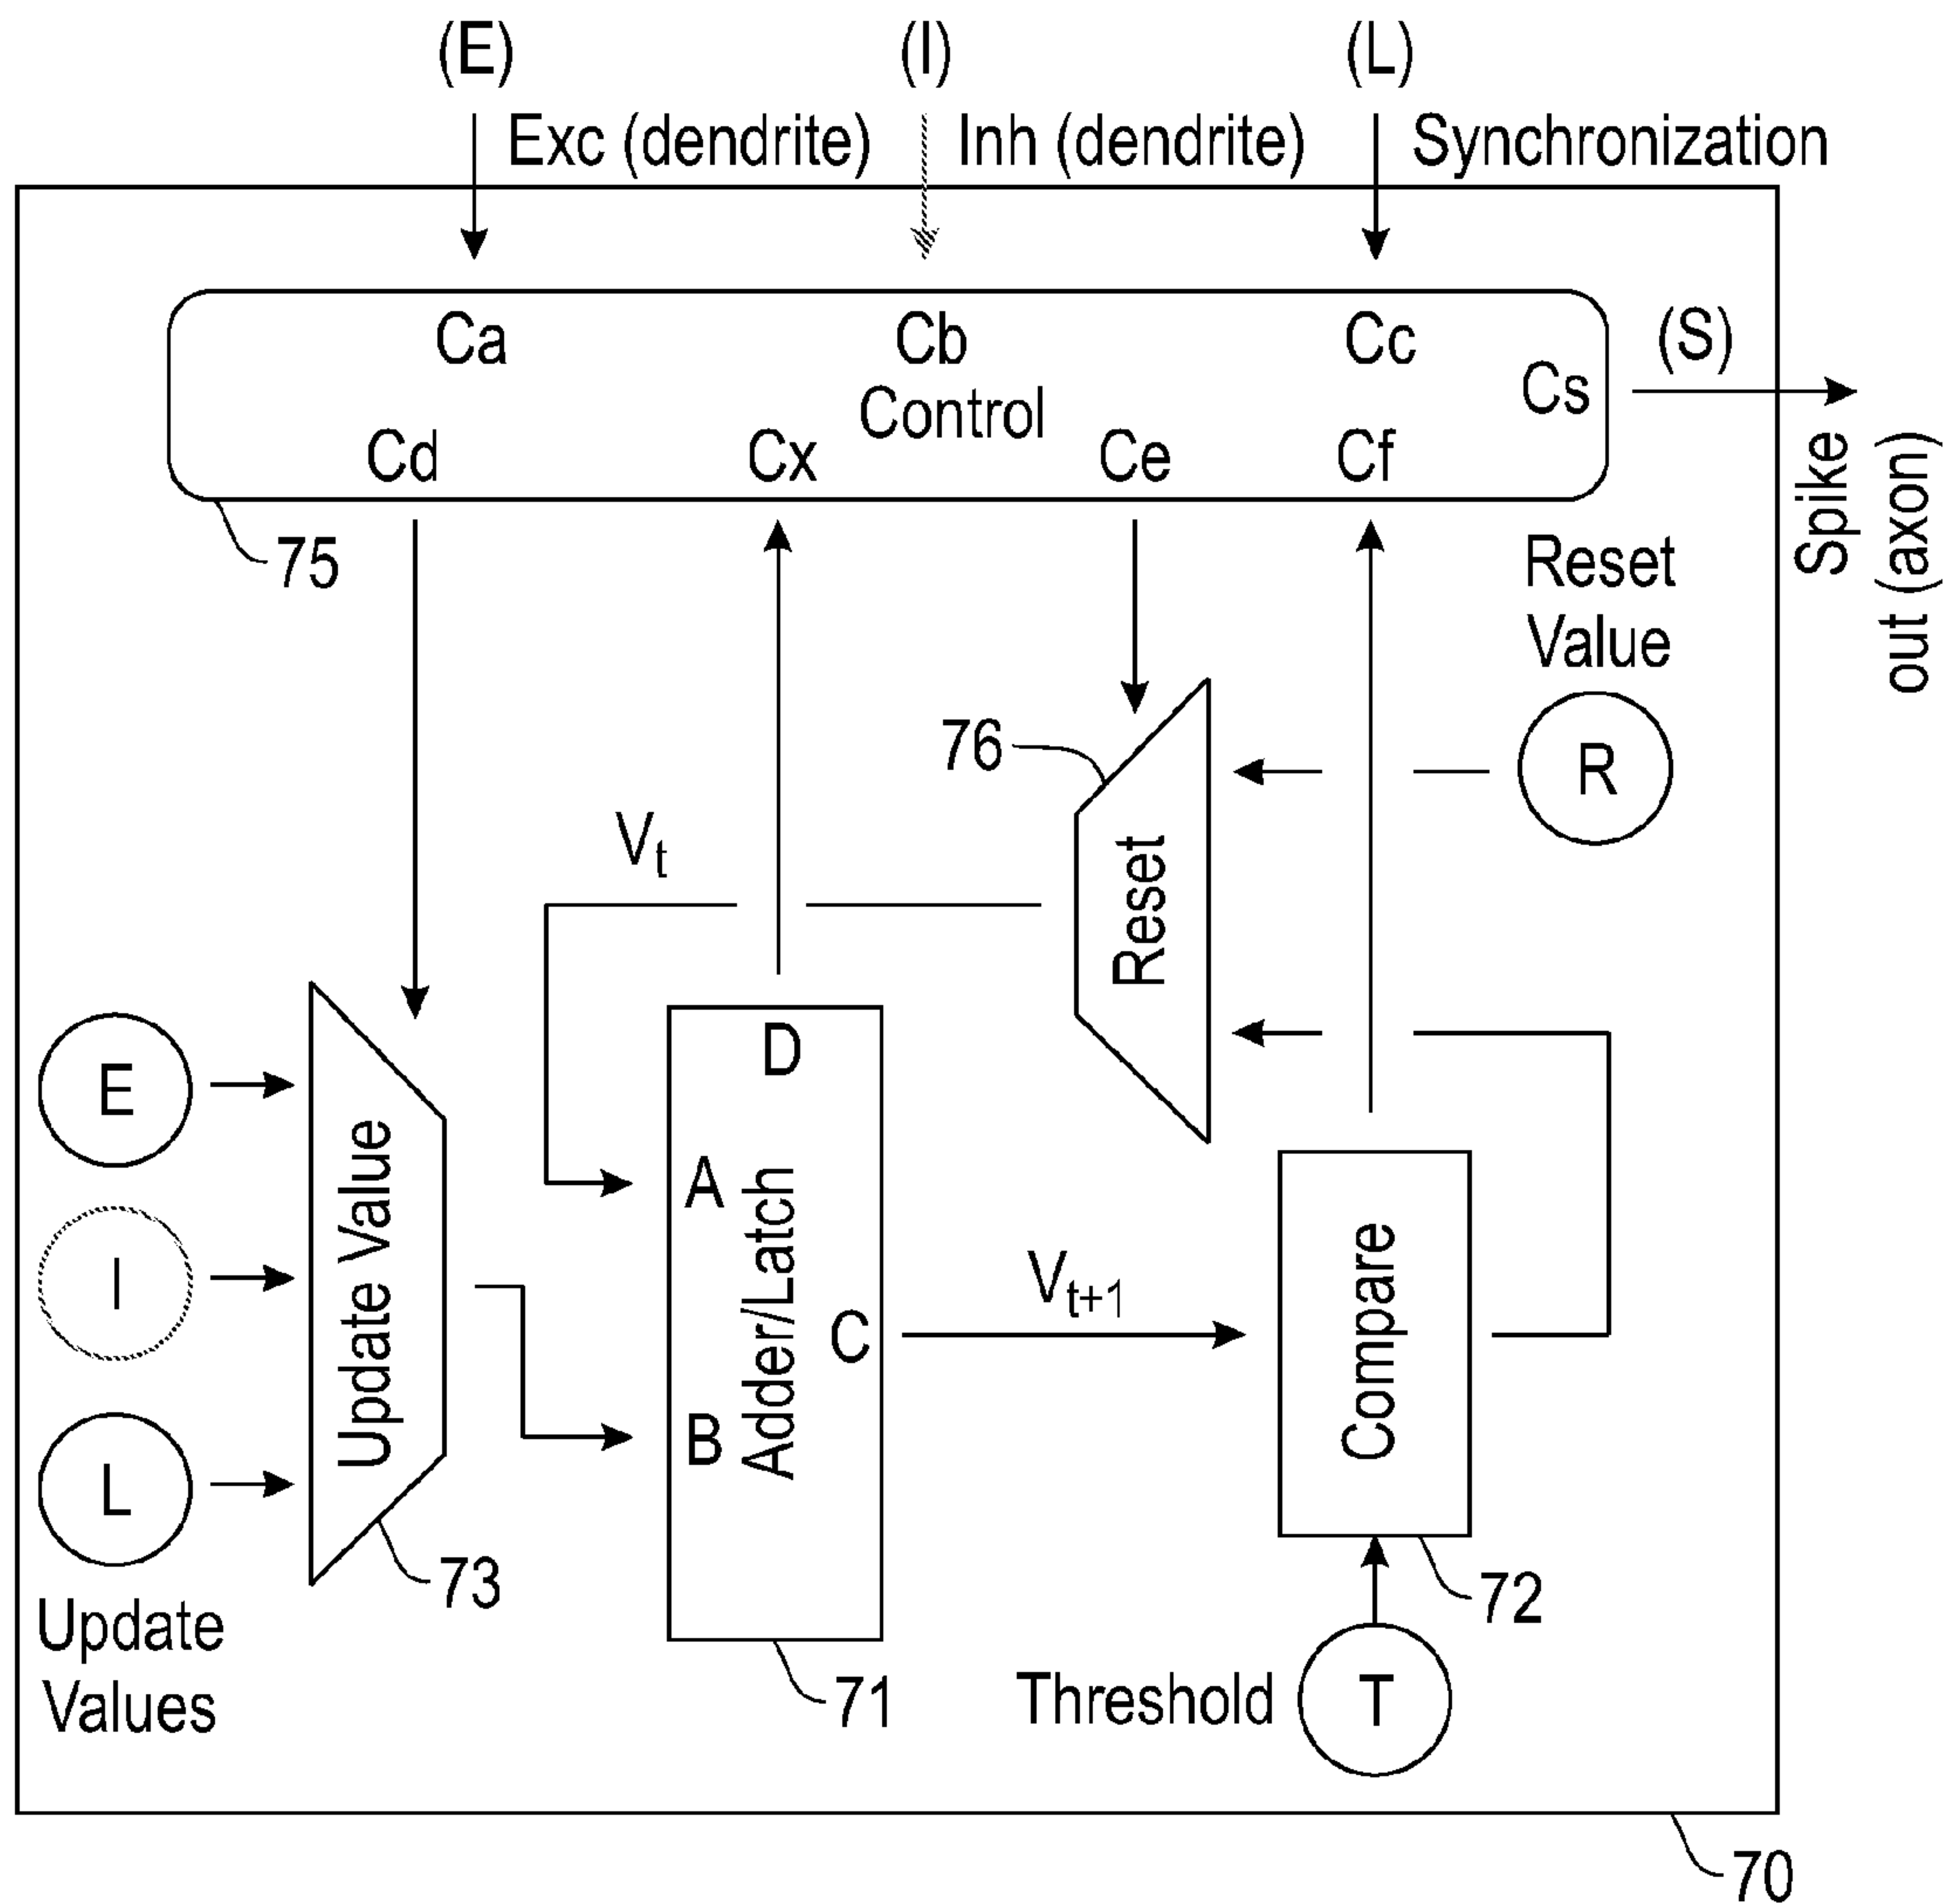 (E)
(I)
(L)
Exc (dendrite)
Inh (dendrite)
Synchronization
Ca
Cb
Cc
(S)
Cs
Control
Cd
Cx
Ce
Cf
Spike
out (axon)
75
Reset
Value
76
R
Vt
Reset
D
E
A
Update Value
Adder/Latch
I
Vt+1
C
Compare
B
L
73
72
Update
Values
71
Threshold
T
70